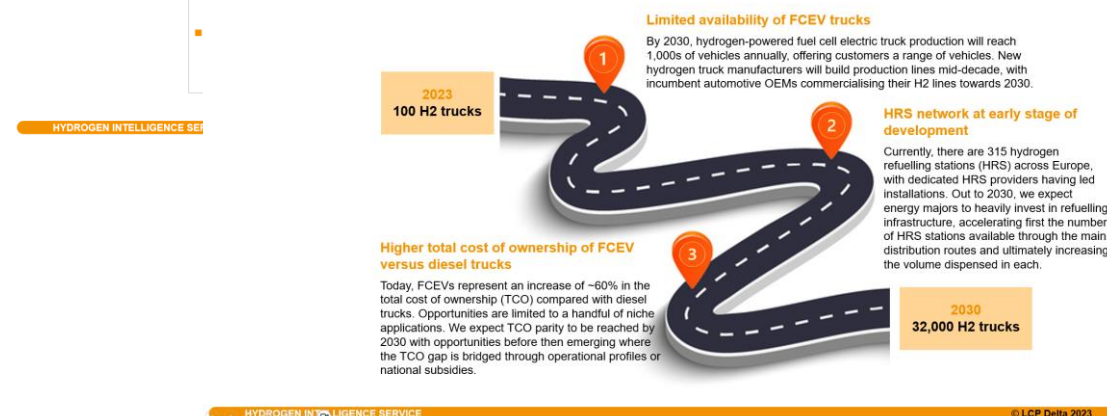 Limited availability of FCEV trucks
By 2030, hydrogen-powered fuel cell electric truck production will reach
1,000s of vehicles annually, offering customers a range of vehicles. New
hydrogen truck manufacturers will build production lines mid-decade, with
incumbent automotive OEMs commercialising their H2 lines towards 2030.
1
2023
100 H2 trucks
2
HRS network at early stage of
development
Currently, there are 315 hydrogen
refuelling stations (HRS) across Europe,
with dedicated HRS providers having led
installations. Out to 2030, we expect
energy majors to heavily invest in refuelling
infrastructure, accelerating first the number
of HRS stations available through the main
distribution routes and ultimately increasing
the volume dispensed in each.
HYDROGEN INTELLIGENCE SER
3
Higher total cost of ownership of FCEV
versus diesel trucks
Today, FCEVs represent an increase of ~60% in the
total cost of ownership (TCO) compared with diesel
trucks. Opportunities are limited to a handful of niche
applications. We expect TCO parity to be reached by
2030 with opportunities before then emerging where
the TCO gap is bridged through operational profiles or
national subsidies.
2030
32,000 H2 trucks
HYDROGEN INTELLIGENCE SERVICE
© LCP Delta 2023